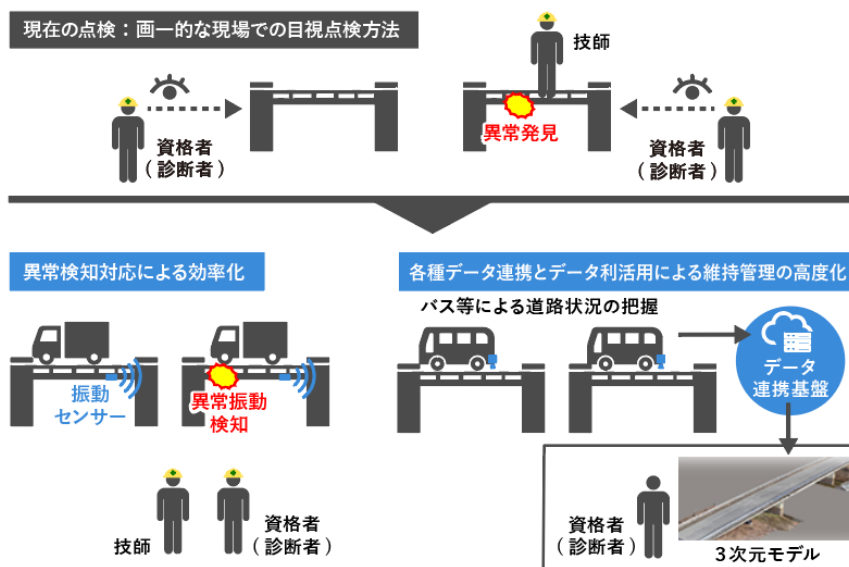 現在の点検：画一的な現場での目視点検方法
技師
資格者
（診断者）
異常発見
資格者
（診断者）
異常検知対応による効率化
各種データ連携とデータ利活用による維持管理の高度化
バス等による道路状況の把握
振動
センサー
異常振動
検知
データ
連携基盤
技師
資格者
（診断者）
資格者
（診断者）
３次元モデル